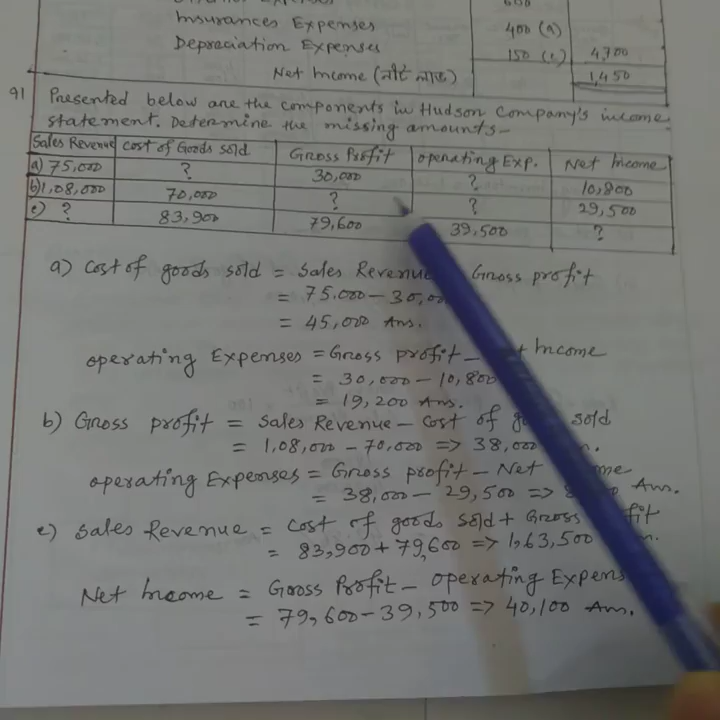 Insurances Expenses 400 (a)
Depreciation Expenses 150 (c) 4,700
Net Income (नीट लाभ) 1,450
91 Presented below are the components in Hudson Company's income
statement. Determine the missing amounts-
Sales Revenue Cost of Goods sold Gross Profit Operating Exp. Net Income
a) 75,000 ? 30,000 ? 10,800
b) 1,08,000 70,000 ? ? 29,500
c) ? 83,900 79,600 39,500 ?
a) Cost of goods sold = Sales Revenue Gross profit
= 75,000 - 30,000
= 45,000 Ans.
Operating Expenses = Gross profit - Income
= 30,000 - 10,800
= 19,200 Ans.
b) Gross profit = Sales Revenue - Cost of sold
= 1,08,000 - 70,000 => 38,000
Operating Expenses = Gross profit - Net
= 38,000 - 29,500 => Ans.
c) Sales Revenue = Cost of goods sold + Gross
= 83,900 + 79,600 => 1,63,500
Net Income = Gross Profit - Operating Expens
= 79,600 - 39,500 => 40,100 Ans.